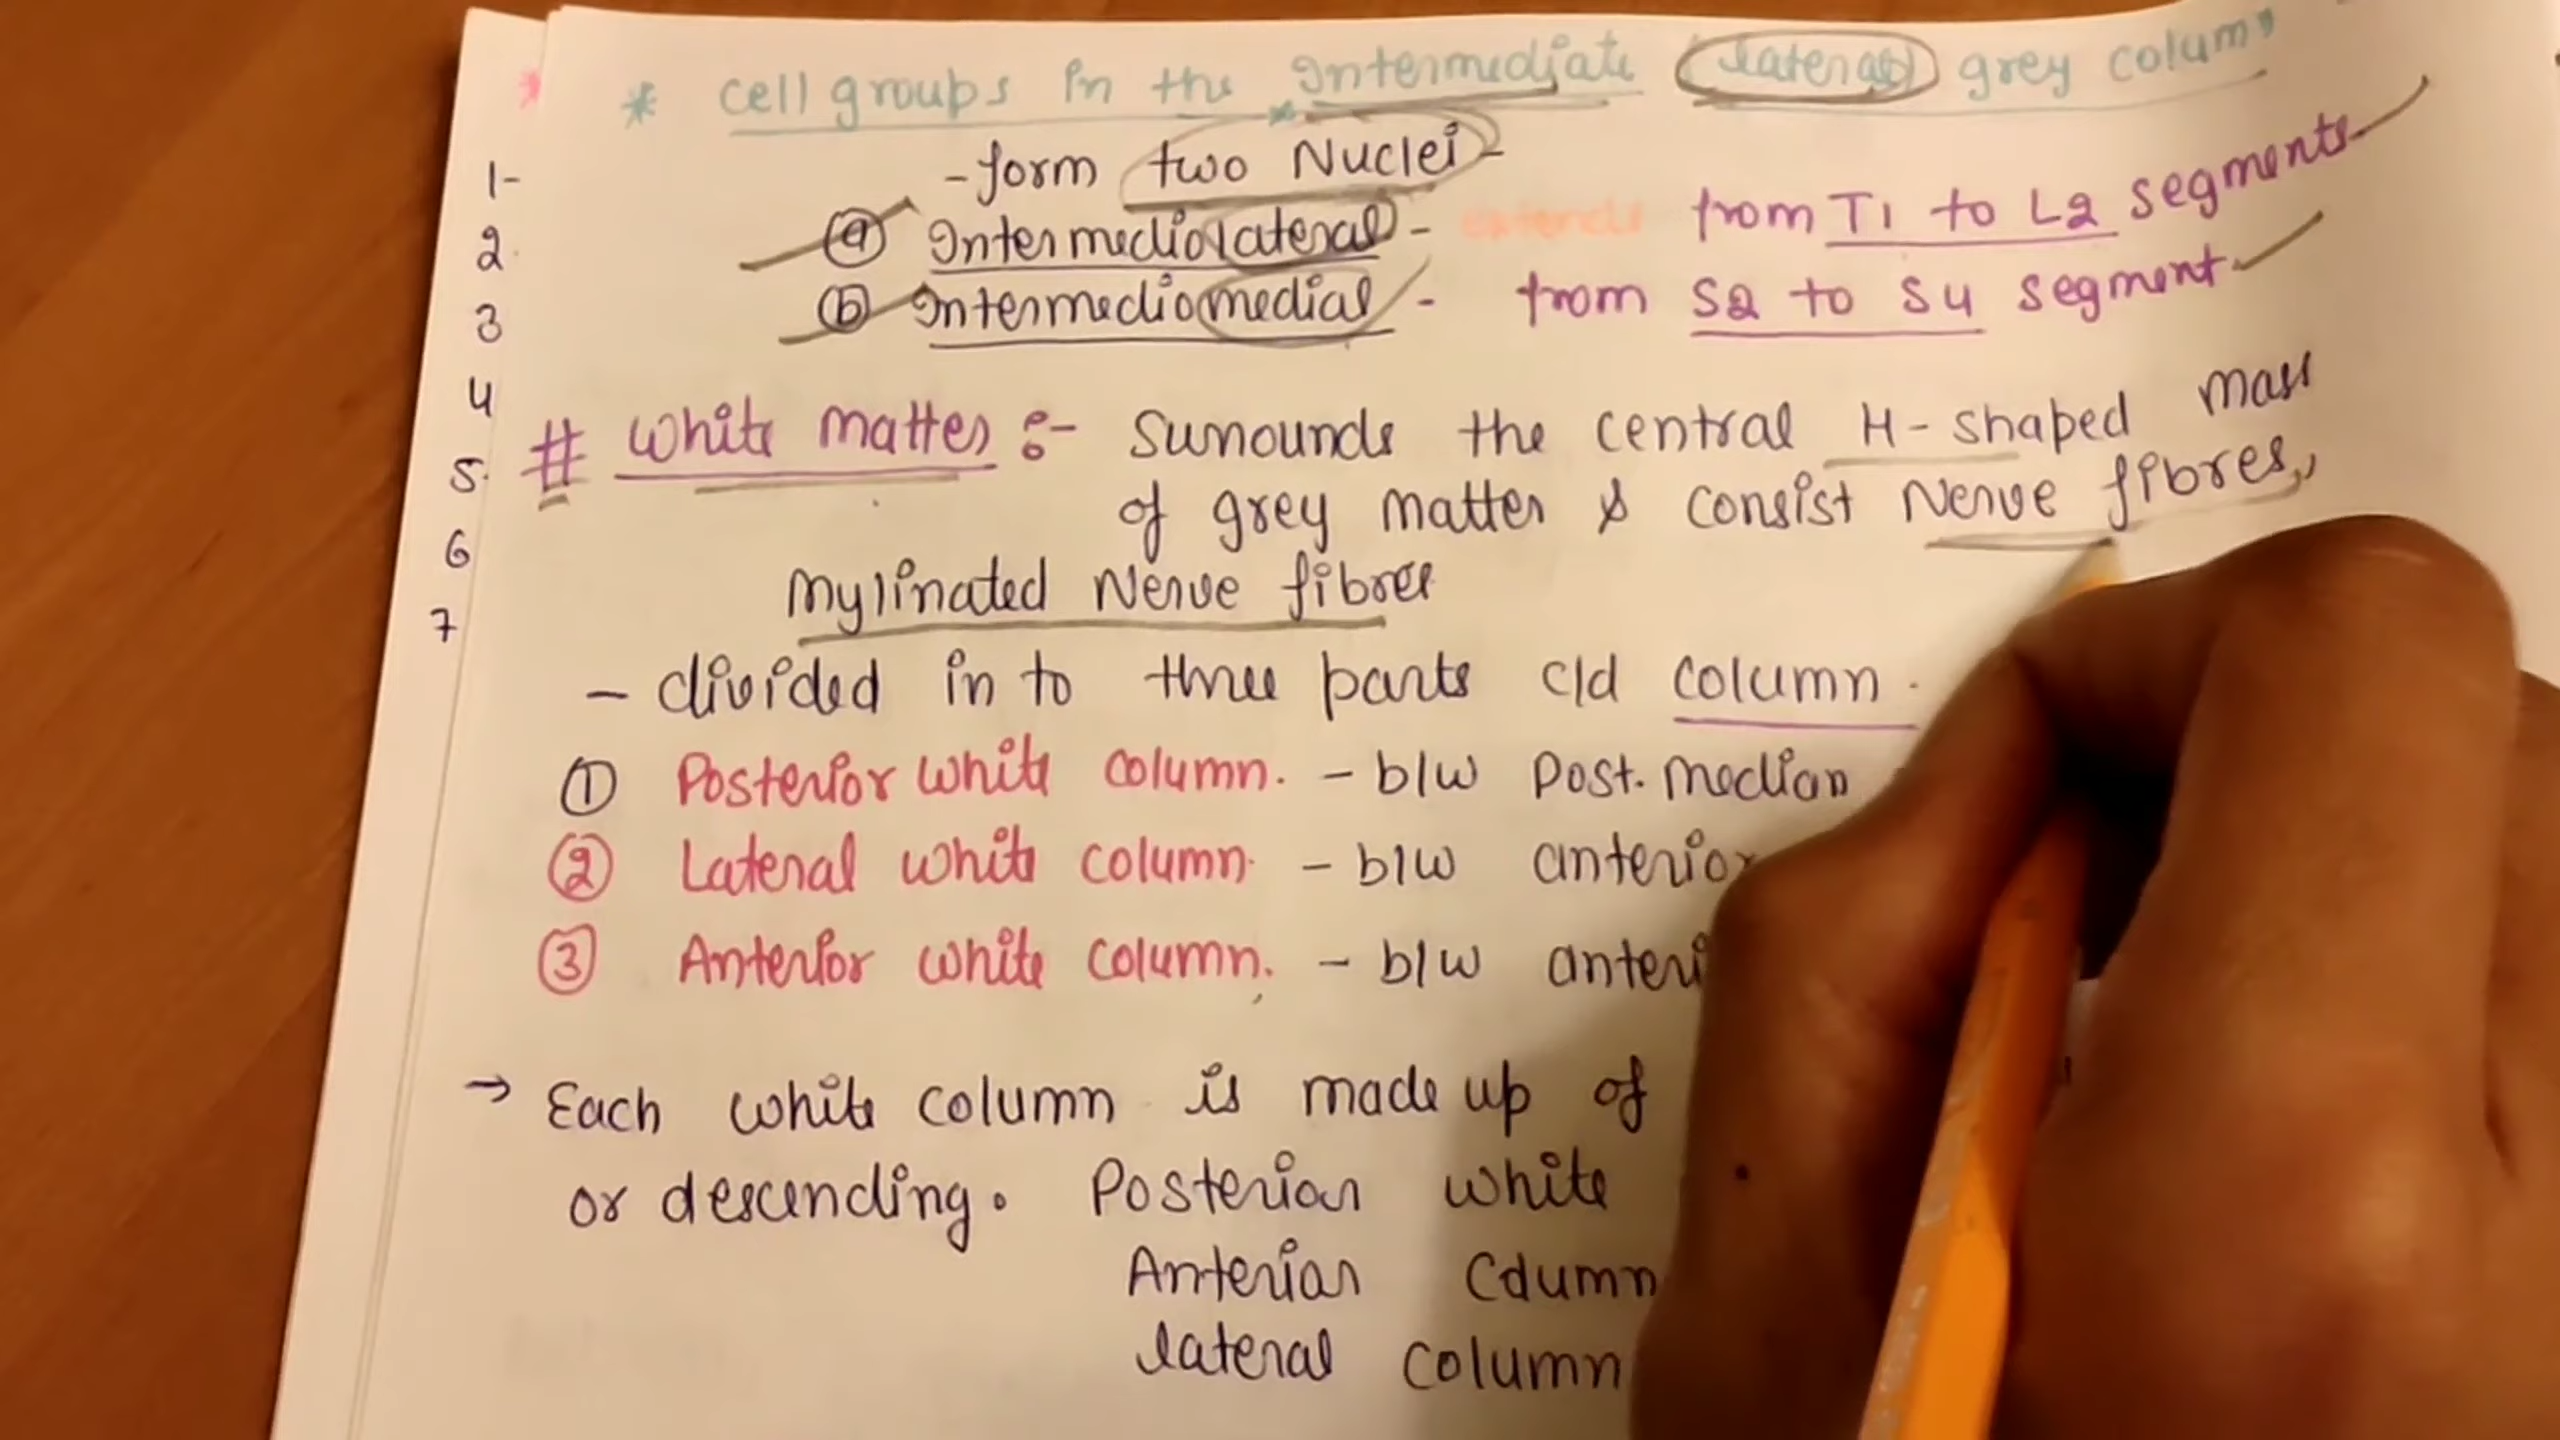 * cell groups in the Intermediate (lateral) grey column
- form two Nuclei -
1-
(a) Intermediolateral - extends from T1 to L2 segments
2
(b) Intermediomedial - from S2 to S4 segment
3
4
# White matter :- Surrounds the central H-shaped mass
5.
of grey matter & consist Nerve fibres,
6
mylinated Nerve fibres
7
- divided in to three parts c/d column.
① Posterior white column. - b/w Post. median
② Lateral white column - b/w anterior
③ Anterior white column. - b/w anteri
→ Each white column is made up of
or descending. Posterior white
Anterior Column
lateral column